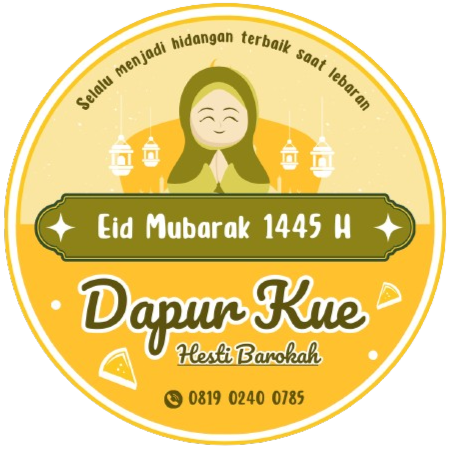 Selalu menjadi hidangan terbaik saat lebaran
Eid Mubarak 1445 H
Dapur Kue
Hesti Barokah
0819 0240 0785